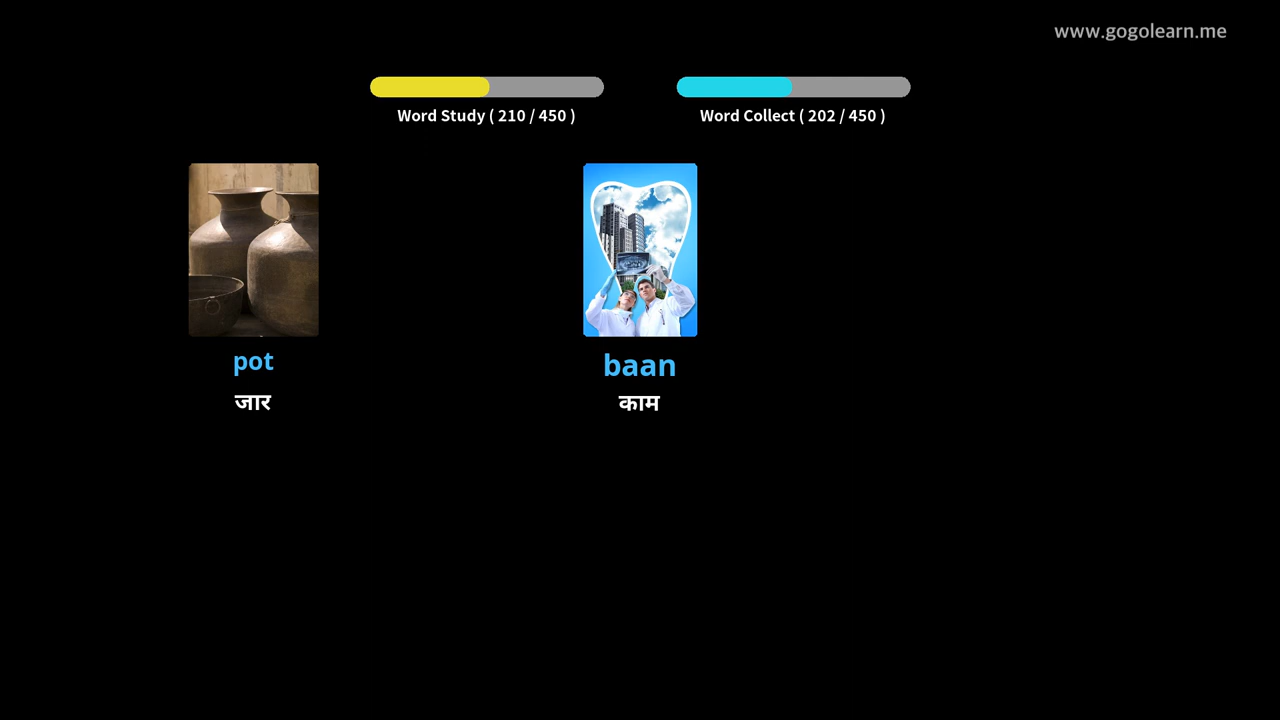 www.gogolearn.me
Word Study ( 210 / 450 )
Word Collect ( 202 / 450 )
pot
जार
baan
काम